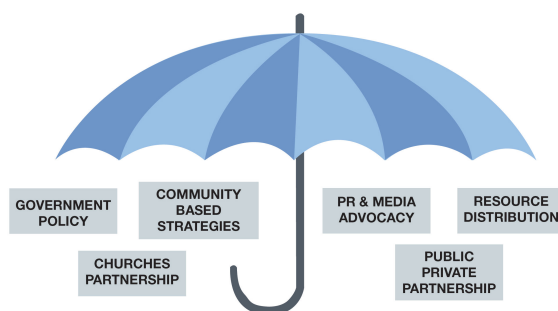 GOVERNMENT
POLICY
COMMUNITY
BASED
STRATEGIES
PR & MEDIA
ADVOCACY
RESOURCE
DISTRIBUTION
CHURCHES
PARTNERSHIP
PUBLIC
PRIVATE
PARTNERSHIP